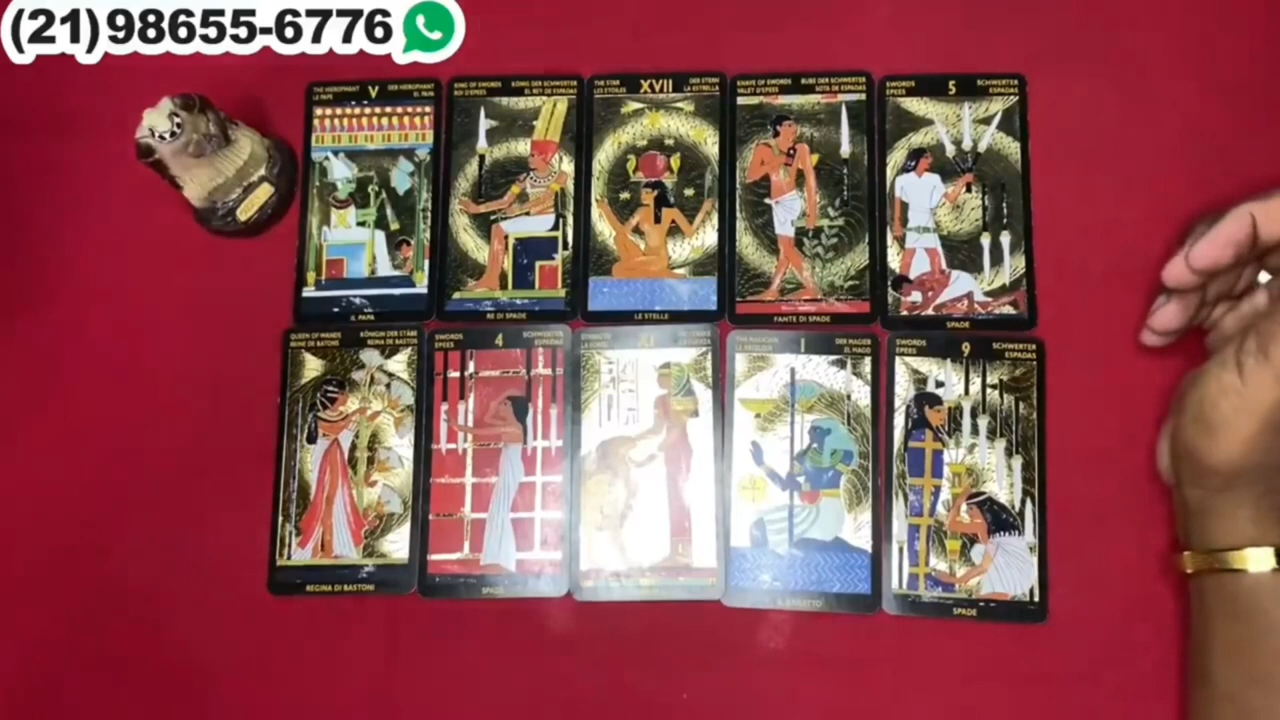 (21)98655-6776
THE HIEROPHANT
LE PAPE
V
DER HIEROPHANT
EL PAPA
IL PAPA
KING OF SWORDS
ROI D'EPEES
KÖNIG DER SCHWERTER
EL REY DE ESPADAS
RE DI SPADE
THE STAR
LES ETOILES
XVII
DER STERN
LA ESTRELLA
LE STELLE
KNAVE OF SWORDS
VALET D'EPEES
BUBE DER SCHWERTER
SOTA DE ESPADAS
FANTE DI SPADE
SWORDS
EPEES
5
SCHWERTER
ESPADAS
SPADE
QUEEN OF WANDS
REINE DE BATONS
KÖNIGIN DER STÄBE
REINA DE BASTOS
REGINA DI BASTONI
SWORDS
EPEES
4
SCHWERTER
ESPADAS
SPADE
XI
LA FUERZA
THE MAGICIAN
I
DER MAGIER
EL MAGO
SWORDS
EPEES
9
SCHWERTER
ESPADAS
SPADE